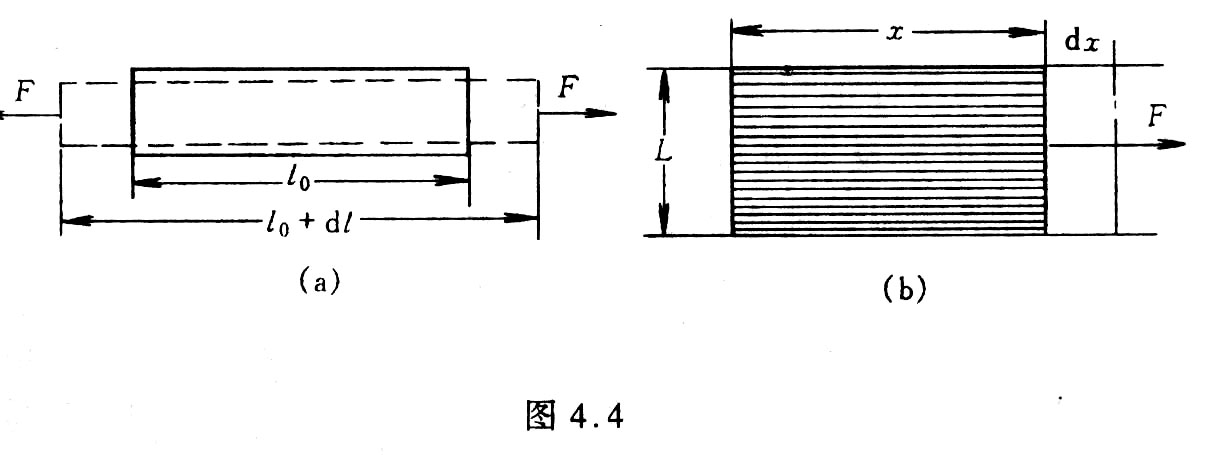 x
dx
F
F
F
L
l₀
l₀ + dl
(a)
(b)
图 4.4